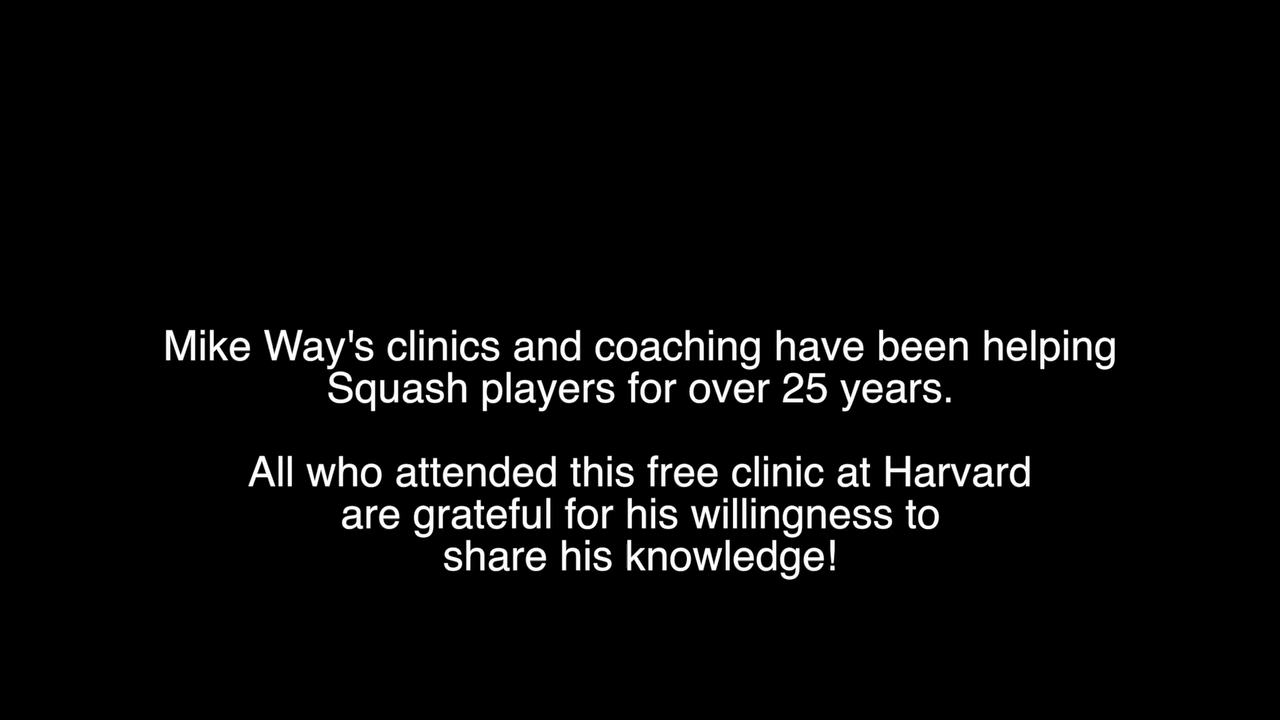 Mike Way's clinics and coaching have been helping
Squash players for over 25 years.
All who attended this free clinic at Harvard
are grateful for his willingness to
share his knowledge!